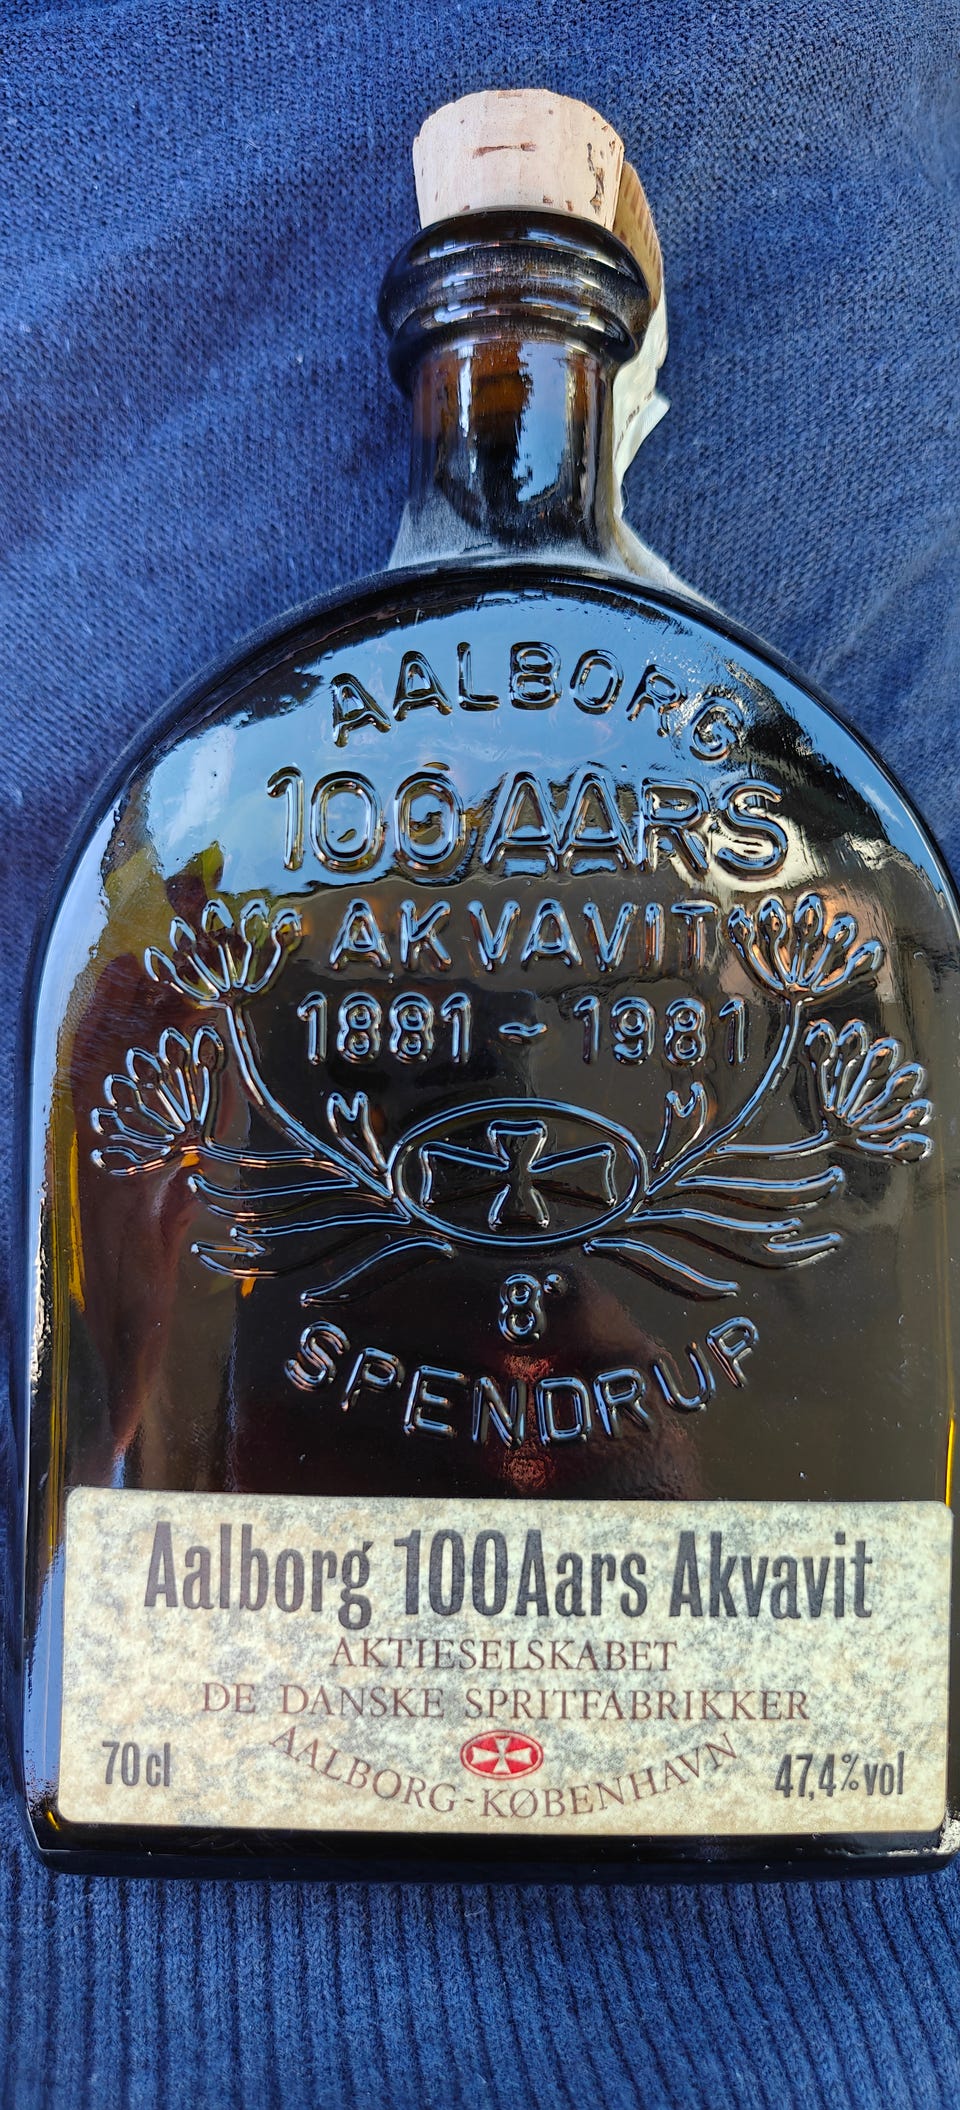 AALBORG
100 AARS
AKVAVIT
1881 ~ 1981
8°
SPENDRUP
Aalborg 100Aars Akvavit
AKTIESELSKABET
DE DANSKE SPRITFABRIKKER
AALBORG~KØBENHAVN
70cl
47,4%vol